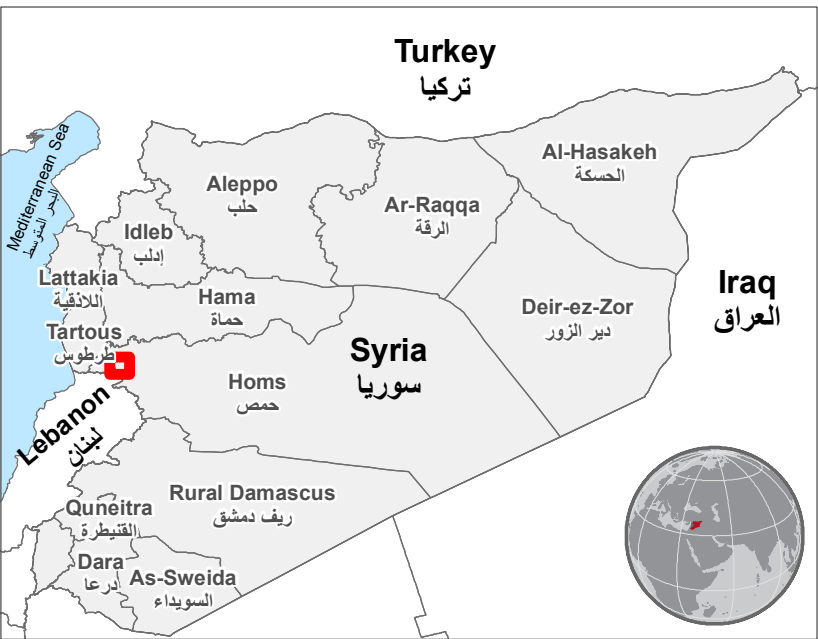 Turkey
تركيا
Mediterranean Sea
البحر المتوسط
Al-Hasakeh
الحسكة
Aleppo
حلب
Ar-Raqqa
الرقة
Idleb
إدلب
Lattakia
اللاذقية
Hama
حماة
Deir-ez-Zor
دير الزور
Iraq
العراق
Tartous
طرطوس
Syria
سوريا
Homs
حمص
Lebanon
لبنان
Rural Damascus
ريف دمشق
Quneitra
القنيطرة
Dara
درعا
As-Sweida
السويداء